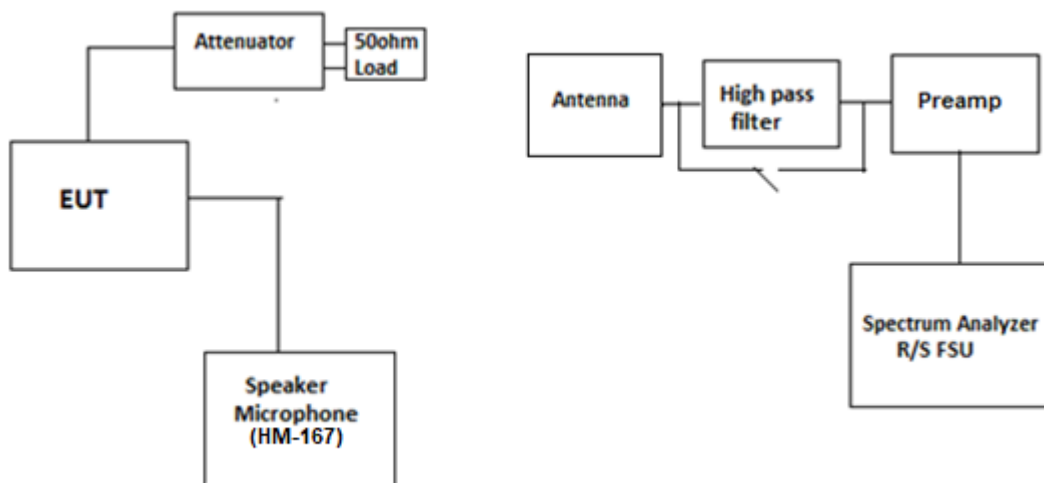 Attenuator
50ohm
Load
EUT
Speaker
Microphone
(HM-167)
Antenna
High pass
filter
Preamp
Spectrum Analyzer
R/S FSU